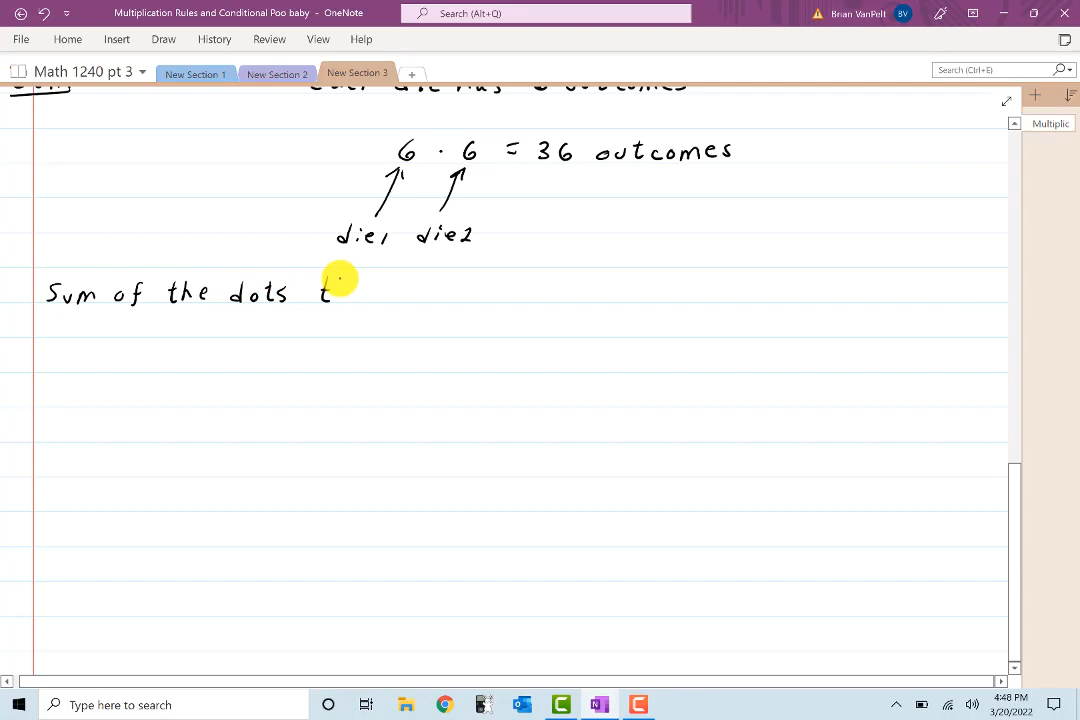 Multiplication Rules and Conditional Poo baby - OneNote
Search (Alt+Q)
Brian VanPelt BV
File Home Insert Draw History Review View Help
Math 1240 pt 3
New Section 1 New Section 2 New Section 3 +
Search (Ctrl+E)
Multiplic
outcomes
6 · 6 = 36 outcomes
die1 die2
Sum of the dots t
Type here to search
4:48 PM
3/20/2022